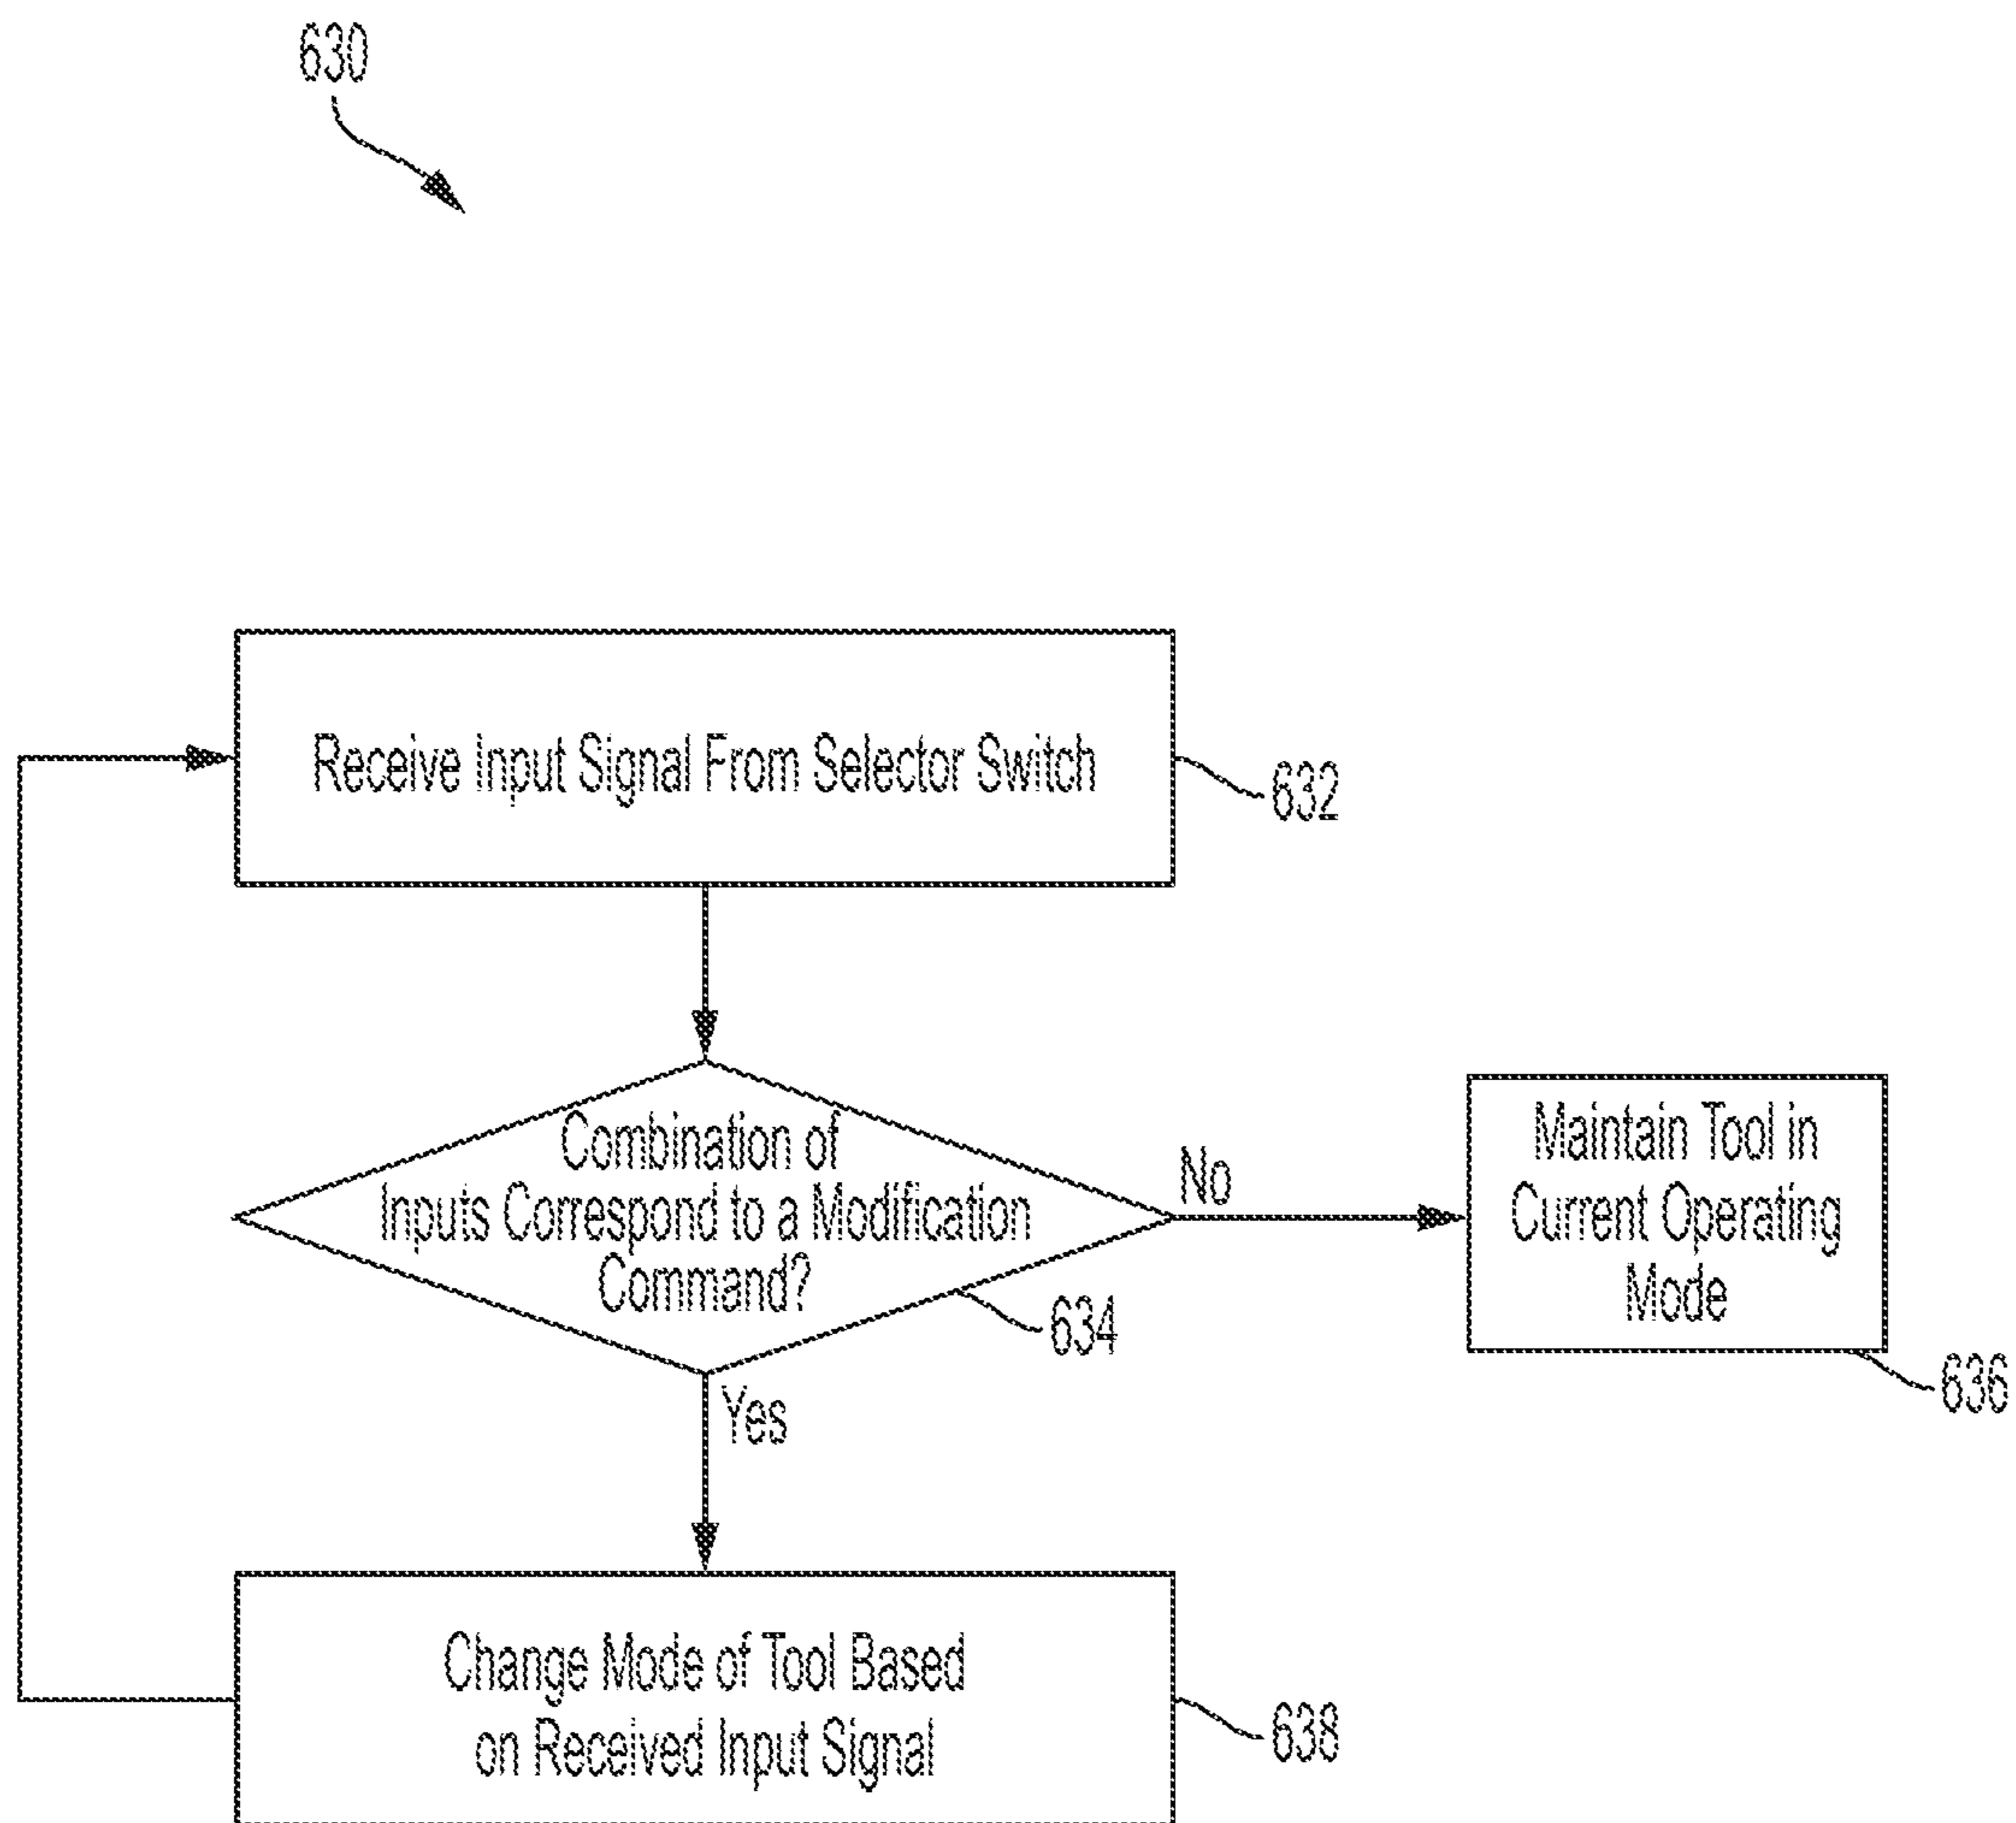 630
Receive Input Signal From Selector Switch
632
Combination of
Inputs Correspond to a Modification
Command?
634
No
Maintain Tool in
Current Operating
Mode
636
Yes
Change Mode of Tool Based
on Received Input Signal
638